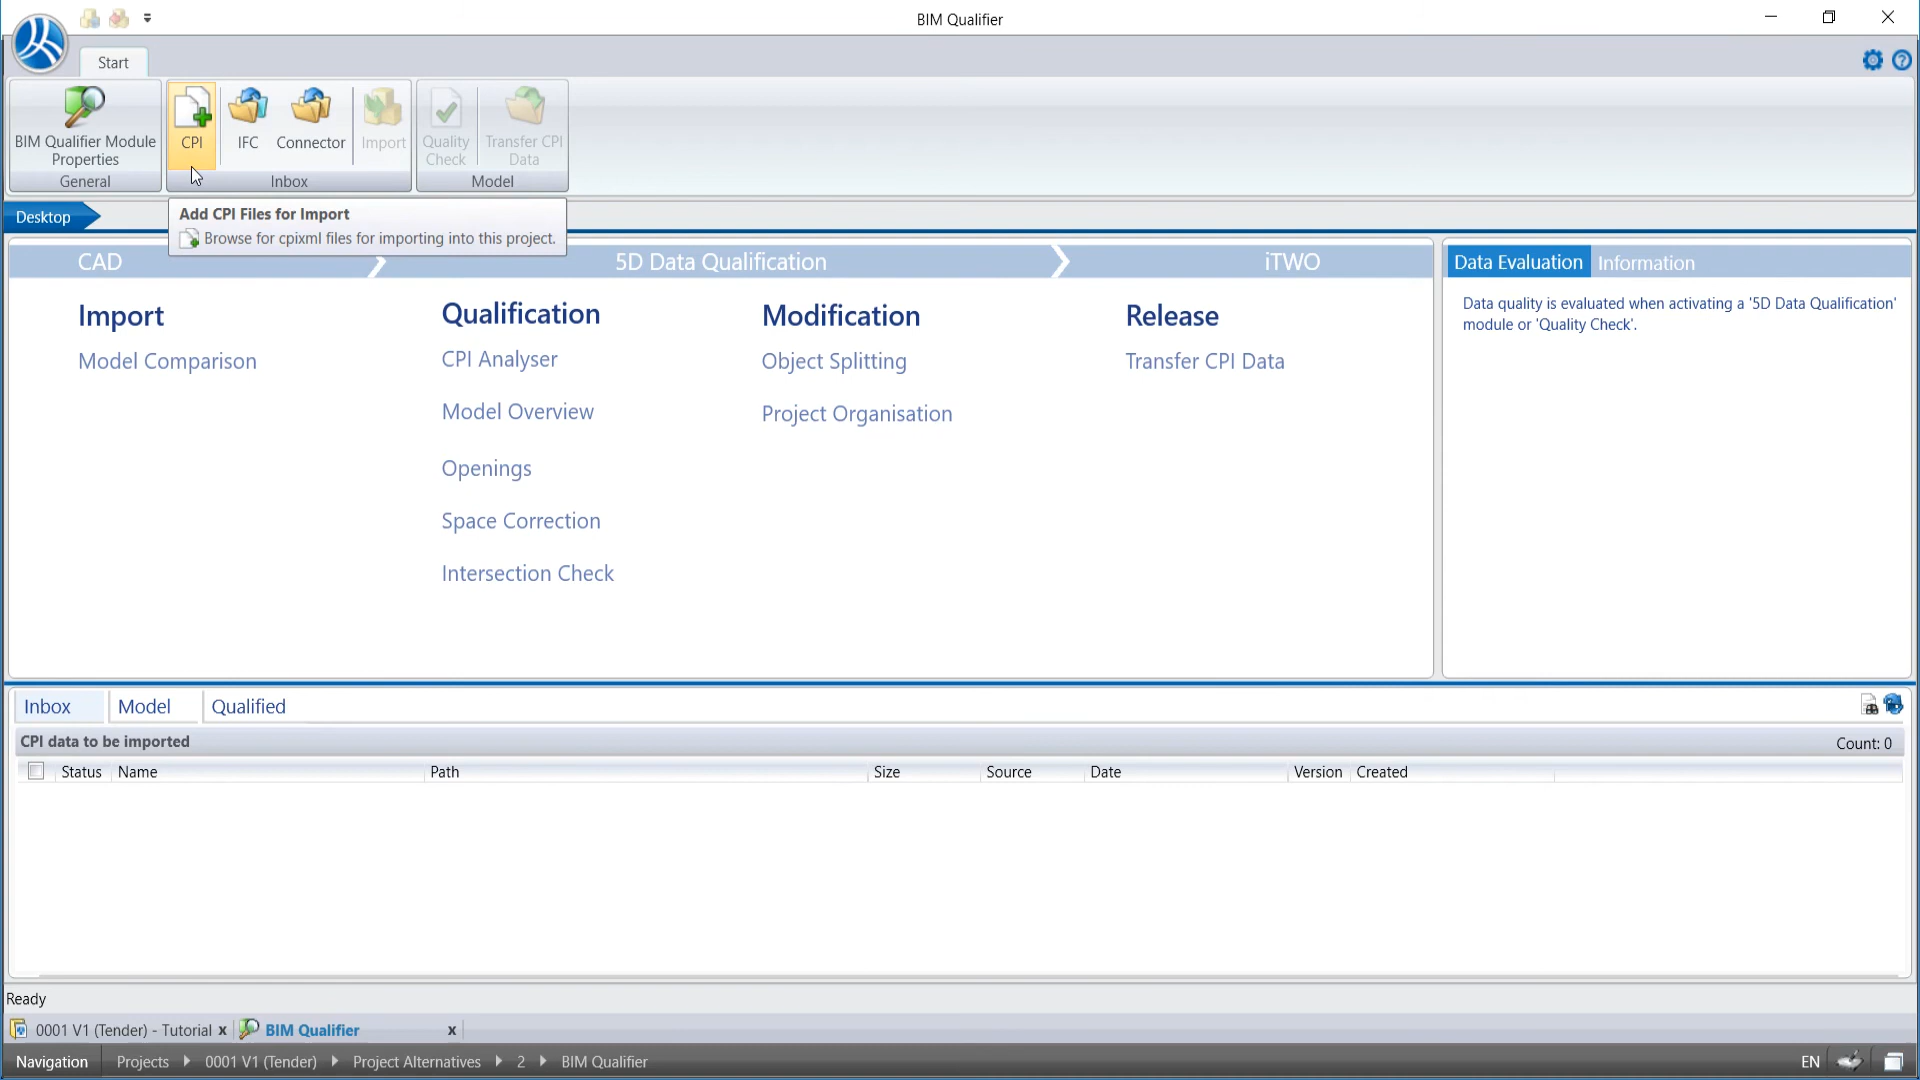 BIM Qualifier
Start
BIM Qualifier Module
Properties
General
CPI
IFC
Connector
Import
Inbox
Quality
Check
Transfer CPI
Data
Model
Desktop
Add CPI Files for Import
Browse for cpixml files for importing into this project.
CAD
5D Data Qualification
iTWO
Import
Model Comparison
Qualification
CPI Analyser
Model Overview
Openings
Space Correction
Intersection Check
Modification
Object Splitting
Project Organisation
Release
Transfer CPI Data
Data Evaluation
Information
Data quality is evaluated when activating a '5D Data Qualification'
module or 'Quality Check'.
Inbox
Model
Qualified
CPI data to be imported
Count: 0
Status Name Path Size Source Date Version Created
Ready
0001 V1 (Tender) - Tutorial x
BIM Qualifier x
Navigation Projects 0001 V1 (Tender) Project Alternatives 2 BIM Qualifier
EN